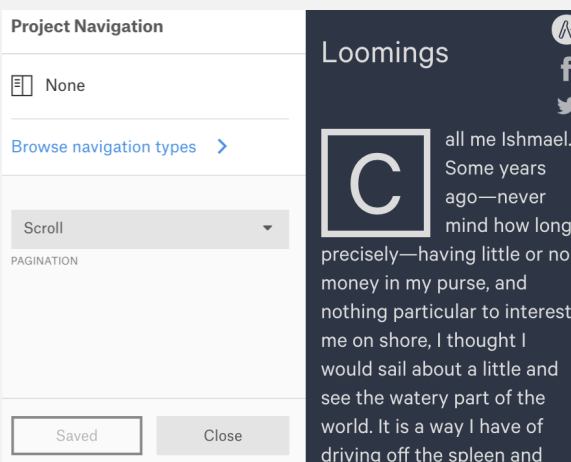 Project Navigation
None
Browse navigation types
Scroll
PAGINATION
Saved
Close
Loomings
C
all me Ishmael.
Some years
ago—never
mind how long
precisely—having little or no
money in my purse, and
nothing particular to interest
me on shore, I thought I
would sail about a little and
see the watery part of the
world. It is a way I have of
driving off the spleen and